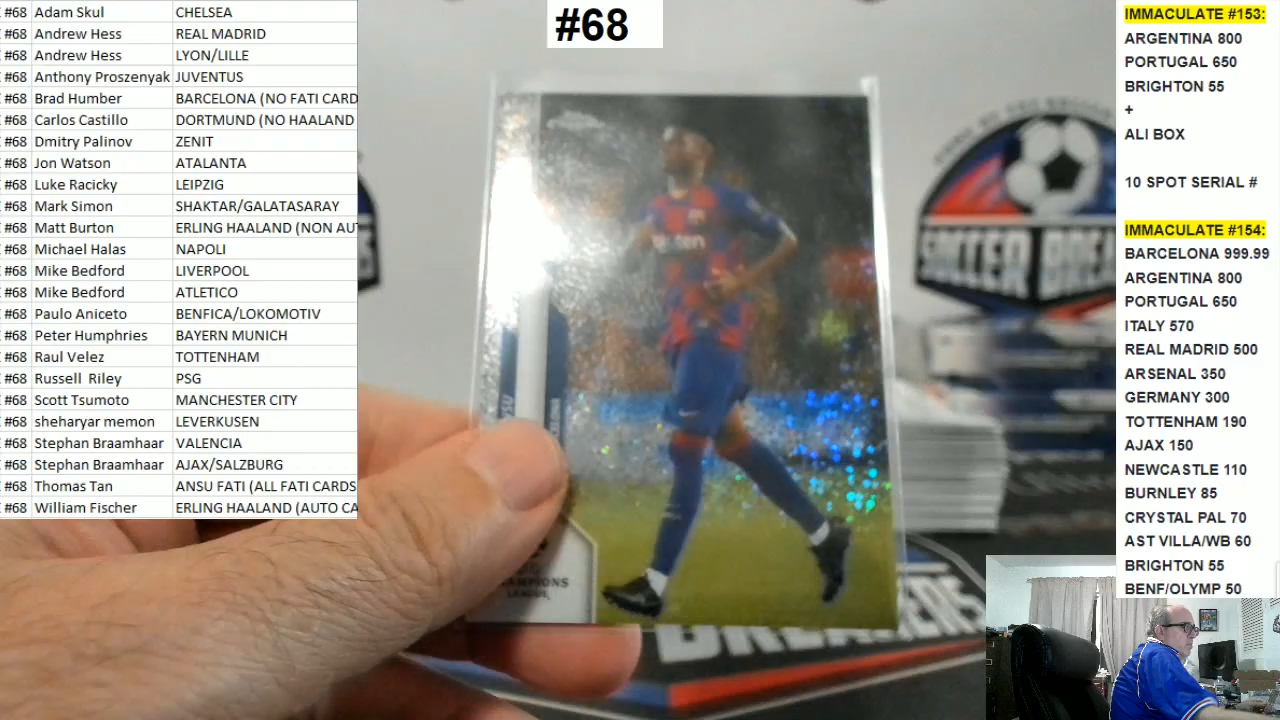 #68 Adam Skul CHELSEA
#68 Andrew Hess REAL MADRID
#68 Andrew Hess LYON/LILLE
#68 Anthony Proszenyak JUVENTUS
#68 Brad Humber BARCELONA (NO FATI CARD
#68 Carlos Castillo DORTMUND (NO HAALAND
#68 Dmitry Palinov ZENIT
#68 Jon Watson ATALANTA
#68 Luke Racicky LEIPZIG
#68 Mark Simon SHAKTAR/GALATASARAY
#68 Matt Burton ERLING HAALAND (NON AUT
#68 Michael Halas NAPOLI
#68 Mike Bedford LIVERPOOL
#68 Mike Bedford ATLETICO
#68 Paulo Aniceto BENFICA/LOKOMOTIV
#68 Peter Humphries BAYERN MUNICH
#68 Raul Velez TOTTENHAM
#68 Russell Riley PSG
#68 Scott Tsumoto MANCHESTER CITY
#68 sheharyar memon LEVERKUSEN
#68 Stephan Braamhaar VALENCIA
#68 Stephan Braamhaar AJAX/SALZBURG
#68 Thomas Tan ANSU FATI (ALL FATI CARDS
#68 William Fischer ERLING HAALAND (AUTO CA
#68
CHAMPIONS
LEAGUE
SOCCER BREA
BREAKERS
IMMACULATE #153:
ARGENTINA 800
PORTUGAL 650
BRIGHTON 55
+
ALI BOX
10 SPOT SERIAL #
IMMACULATE #154:
BARCELONA 999.99
ARGENTINA 800
PORTUGAL 650
ITALY 570
REAL MADRID 500
ARSENAL 350
GERMANY 300
TOTTENHAM 190
AJAX 150
NEWCASTLE 110
BURNLEY 85
CRYSTAL PAL 70
AST VILLA/WB 60
BRIGHTON 55
BENF/OLYMP 50